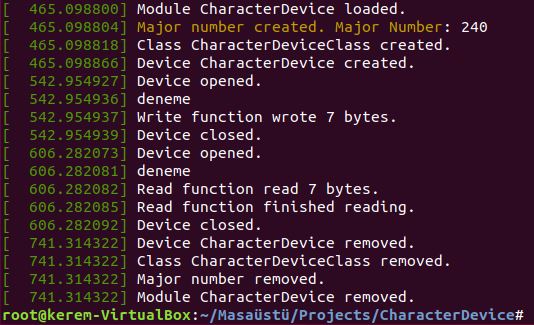 [  465.098800] Module CharacterDevice loaded.
[  465.098804] Major number created. Major Number: 240
[  465.098818] Class CharacterDeviceClass created.
[  465.098866] Device CharacterDevice created.
[  542.954927] Device opened.
[  542.954936] deneme
[  542.954937] Write function wrote 7 bytes.
[  542.954939] Device closed.
[  606.282073] Device opened.
[  606.282081] deneme
[  606.282082] Read function read 7 bytes.
[  606.282085] Read function finished reading.
[  606.282092] Device closed.
[  741.314322] Device CharacterDevice removed.
[  741.314322] Class CharacterDeviceClass removed.
[  741.314322] Major number removed.
[  741.314322] Module CharacterDevice removed.
root@kerem-VirtualBox:~/Masaüstü/Projects/CharacterDevice#